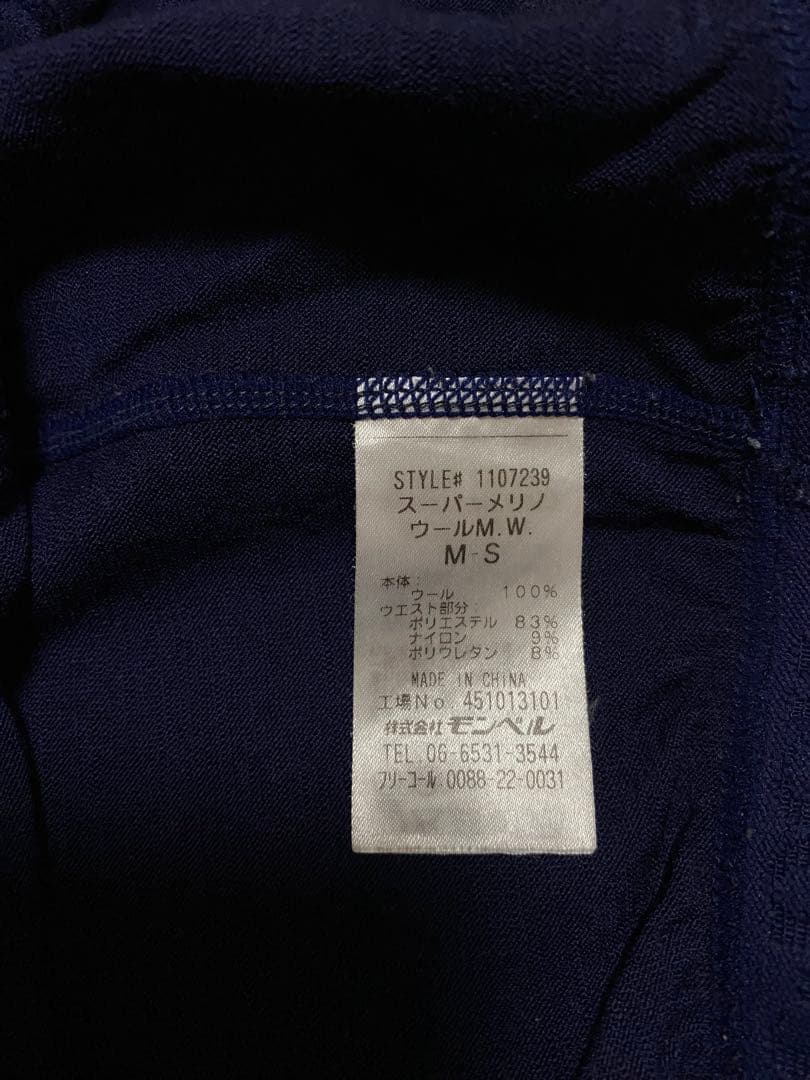 STYLE# 1107239
スーパーメリノ
ウールM.W.
M-S
本体:
ウール 100%
ウエスト部分:
ポリエステル 83%
ナイロン 9%
ポリウレタン 8%
MADE IN CHINA
工場No. 451013101
株式会社 モンベル
TEL.06-6531-3544
フリーコール:0088-22-0031